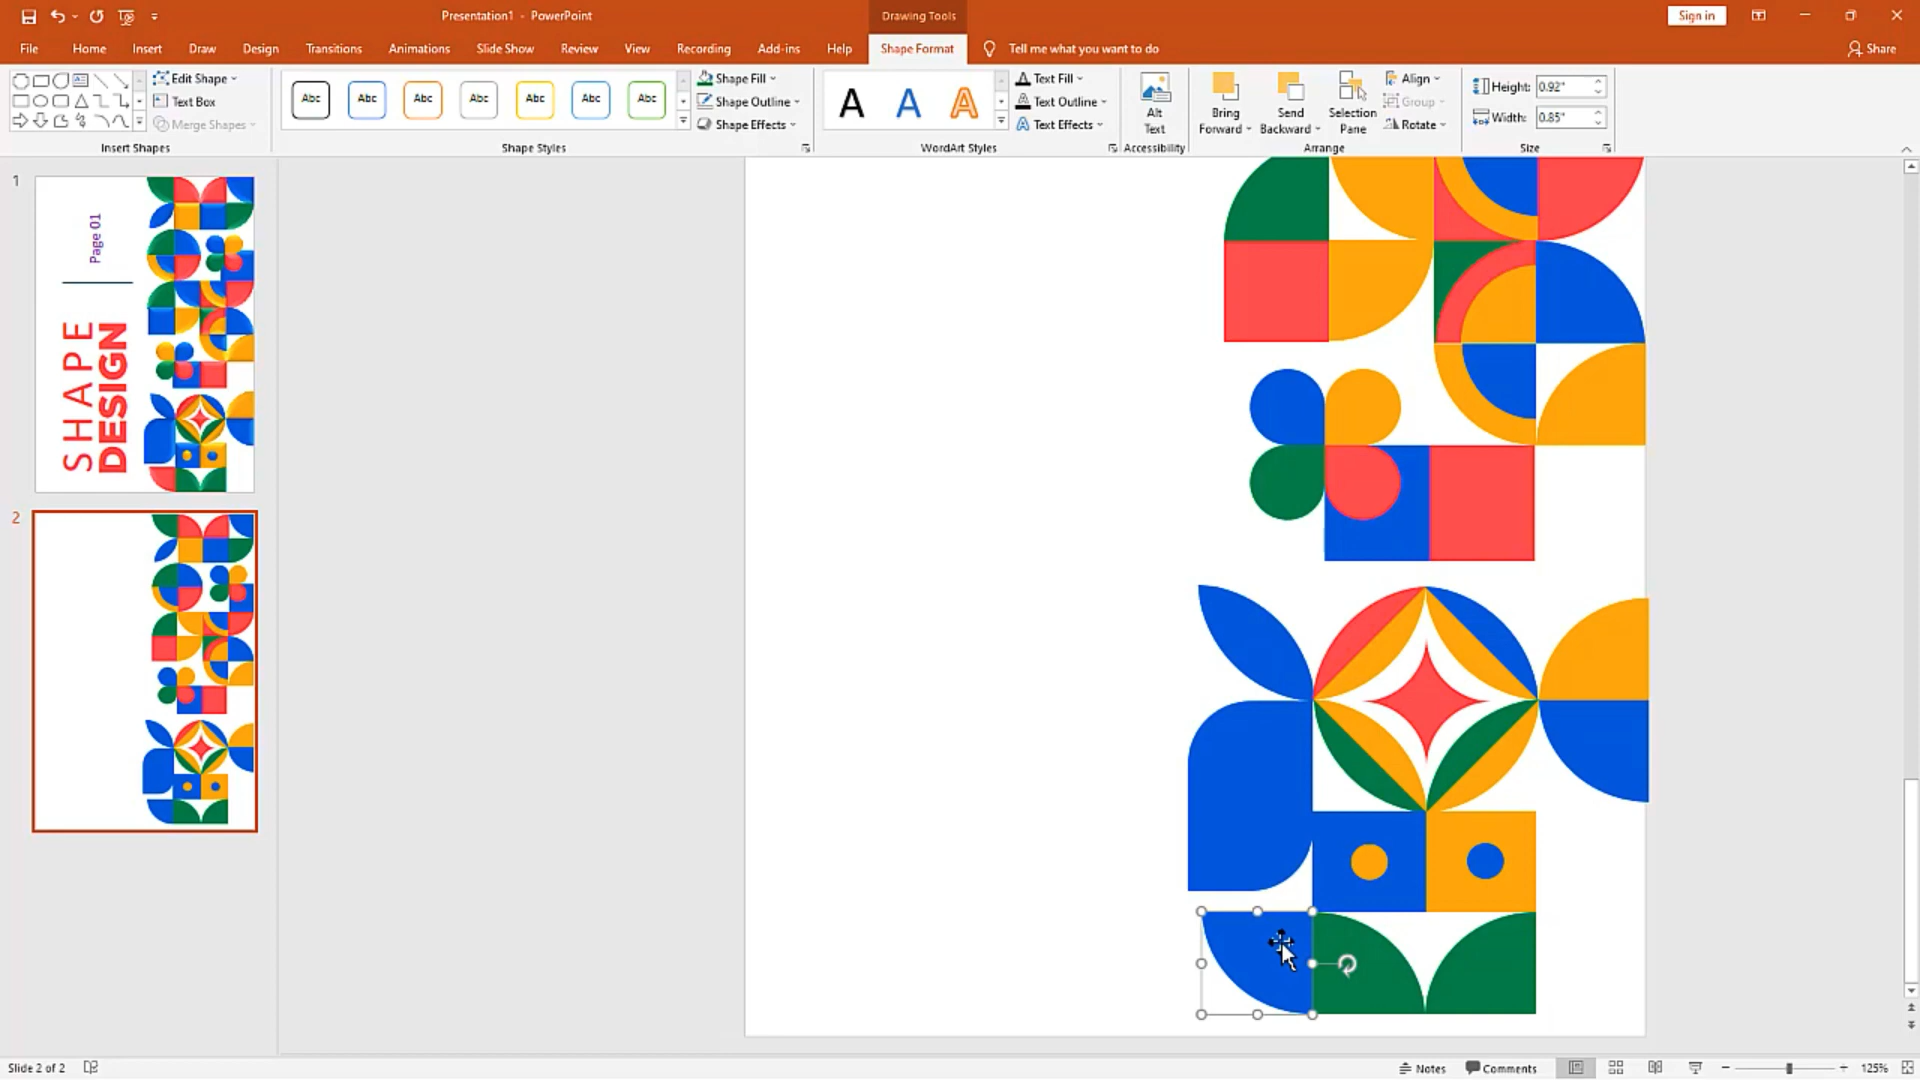 Presentation1 - PowerPoint
Drawing Tools
Sign in
File Home Insert Draw Design Transitions Animations Slide Show Review View Recording Add-ins Help Shape Format Tell me what you want to do Share
Edit Shape
Text Box
Merge Shapes
Insert Shapes
Abc Abc Abc Abc Abc Abc Abc
Shape Fill
Shape Outline
Shape Effects
Shape Styles
A A A
Text Fill
Text Outline
Text Effects
WordArt Styles
Alt
Text
Accessibility
Bring
Forward
Send
Backward
Selection
Pane
Align
Group
Rotate
Arrange
Height: 0.92"
Width: 0.85"
Size
1
Page 01
SHAPE
DESIGN
2
Slide 2 of 2
Notes
Comments
125%